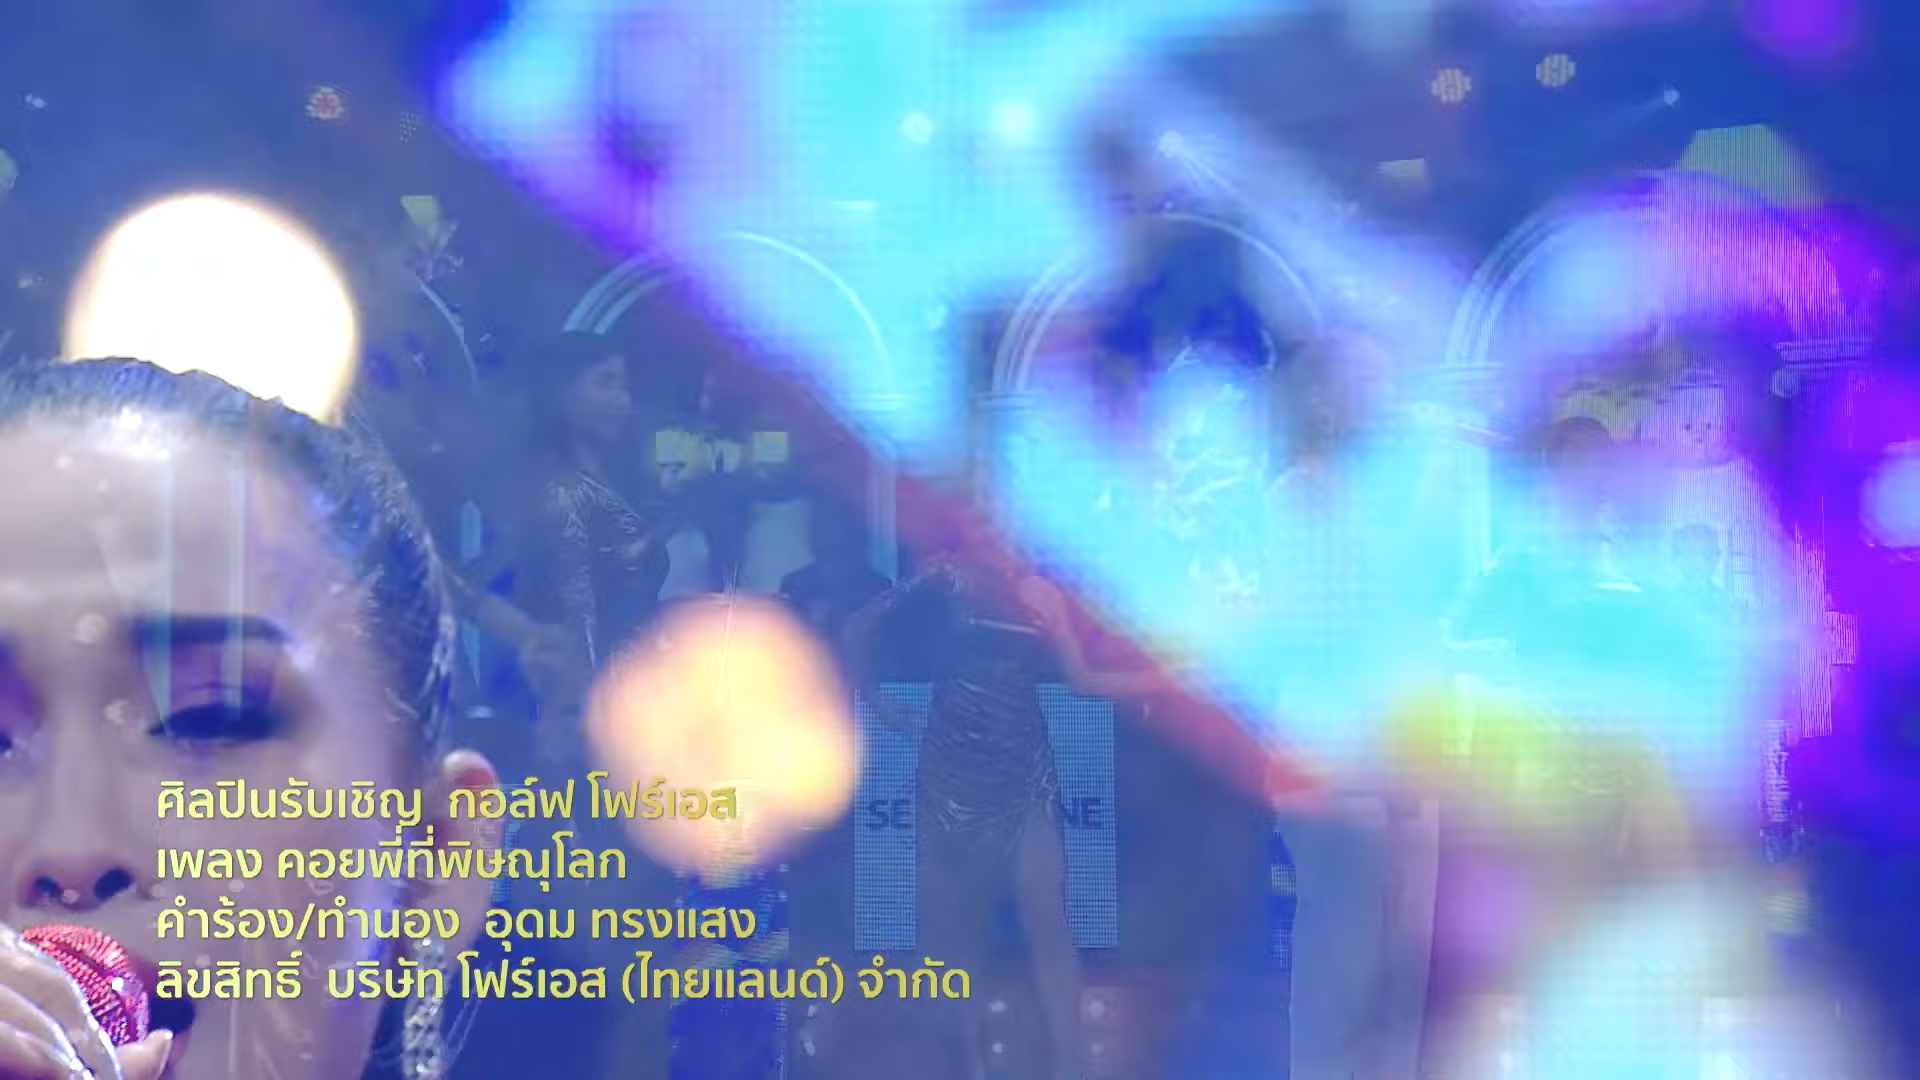 ศิลปินรับเชิญ กอล์ฟ โฟร์เอส
เพลง คอยพี่ที่พิษณุโลก
คำร้อง/ทำนอง อุดม ทรงแสง
ลิขสิทธิ์ บริษัท โฟร์เอส (ไทยแลนด์) จำกัด
SE NE